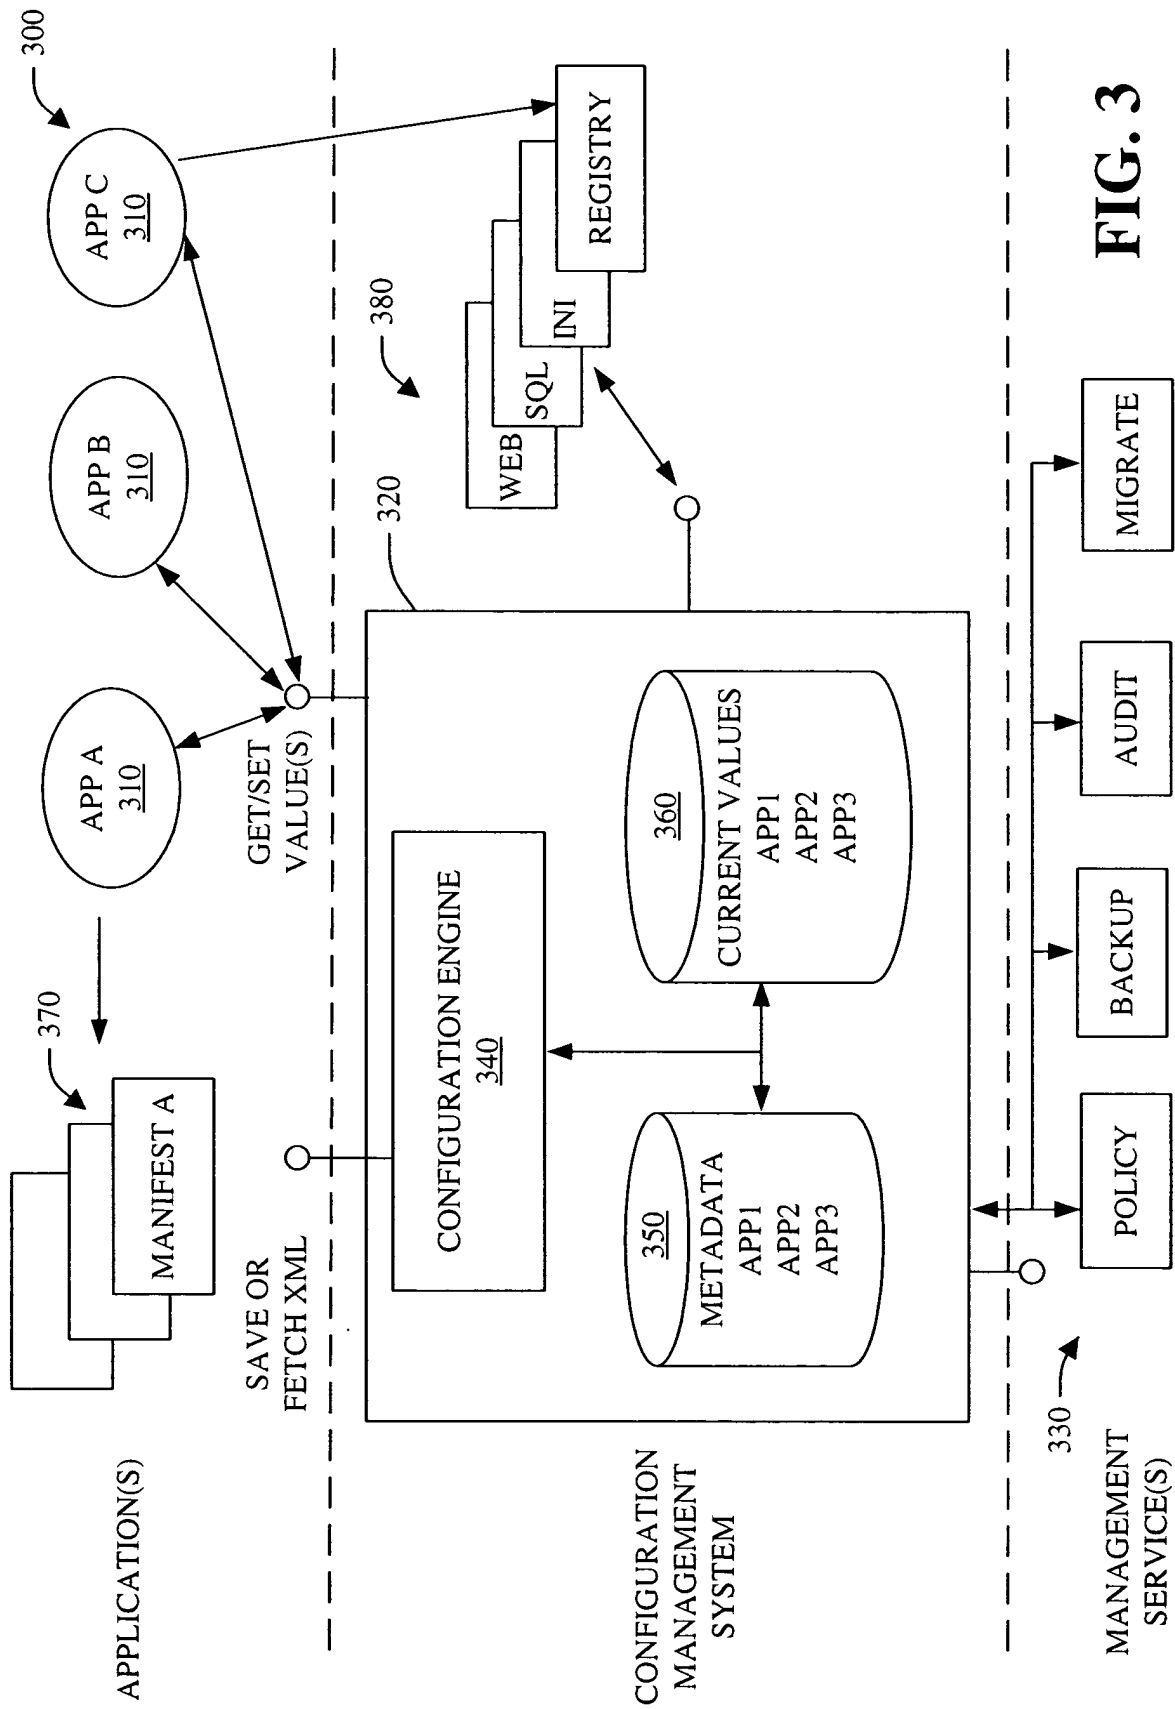 300
APP A
310
APP B
310
APP C
310
370
MANIFEST A
APPLICATION(S)
SAVE OR
FETCH XML
GET/SET
VALUE(S)
320
380
WEB
SQL
INI
REGISTRY
CONFIGURATION ENGINE
340
350
METADATA
APP1
APP2
APP3
360
CURRENT VALUES
APP1
APP2
APP3
CONFIGURATION
MANAGEMENT
SYSTEM
330
POLICY
BACKUP
AUDIT
MIGRATE
MANAGEMENT
SERVICE(S)
FIG. 3